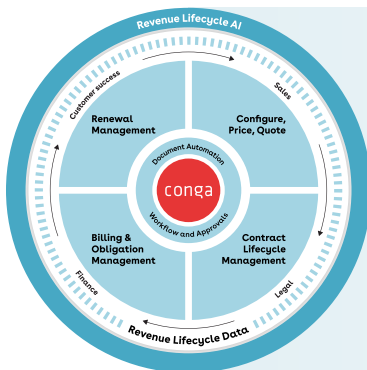 Revenue Lifecycle AI
Customer success
Sales
Renewal
Management
Configure,
Price, Quote
Document Automation
conga
Workflow and Approvals
Billing &
Obligation
Management
Contract
Lifecycle
Management
Finance
Legal
Revenue Lifecycle Data